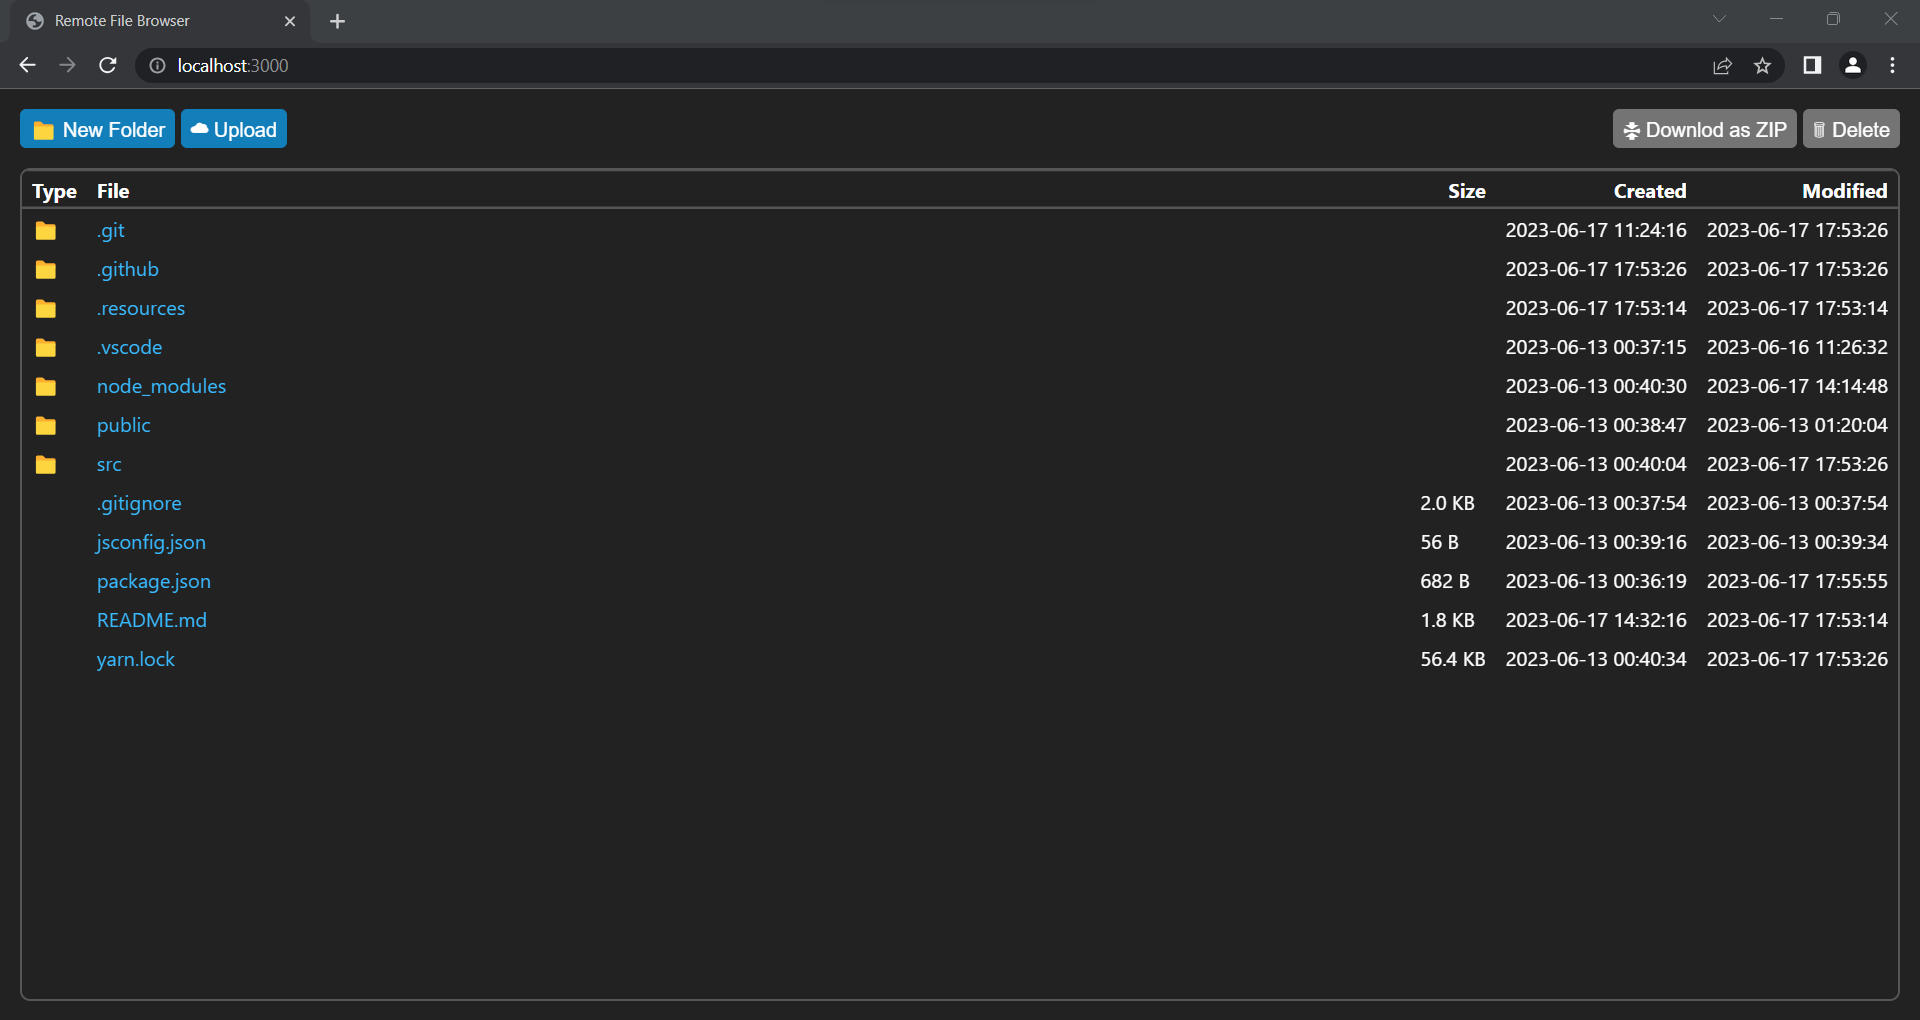 Remote File Browser
localhost:3000
New Folder Upload Downlod as ZIP Delete
Type File Size Created Modified
.git 2023-06-17 11:24:16 2023-06-17 17:53:26
.github 2023-06-17 17:53:26 2023-06-17 17:53:26
.resources 2023-06-17 17:53:14 2023-06-17 17:53:14
.vscode 2023-06-13 00:37:15 2023-06-16 11:26:32
node_modules 2023-06-13 00:40:30 2023-06-17 14:14:48
public 2023-06-13 00:38:47 2023-06-13 01:20:04
src 2023-06-13 00:40:04 2023-06-17 17:53:26
.gitignore 2.0 KB 2023-06-13 00:37:54 2023-06-13 00:37:54
jsconfig.json 56 B 2023-06-13 00:39:16 2023-06-13 00:39:34
package.json 682 B 2023-06-13 00:36:19 2023-06-17 17:55:55
README.md 1.8 KB 2023-06-17 14:32:16 2023-06-17 17:53:14
yarn.lock 56.4 KB 2023-06-13 00:40:34 2023-06-17 17:53:26